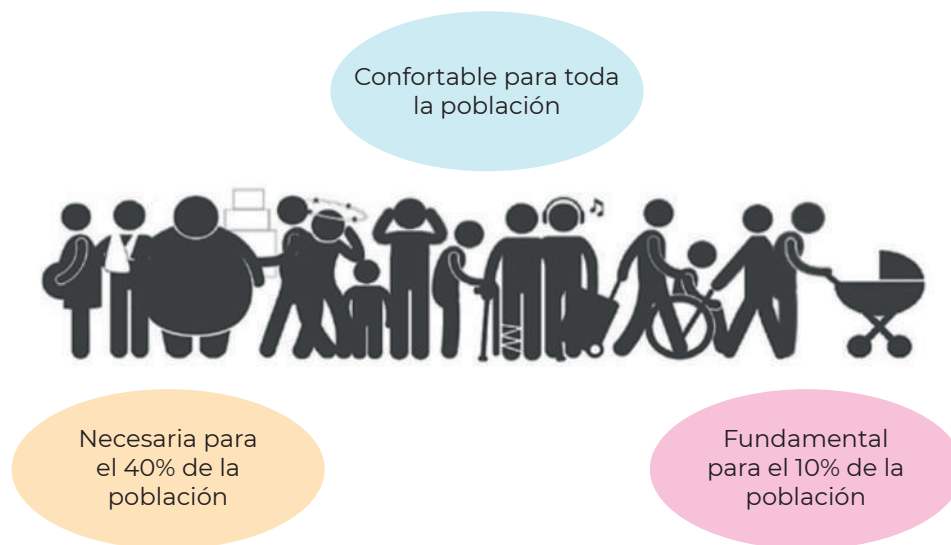 Confortable para toda
la población
Necesaria para
el 40% de la
población
Fundamental
para el 10% de la
población